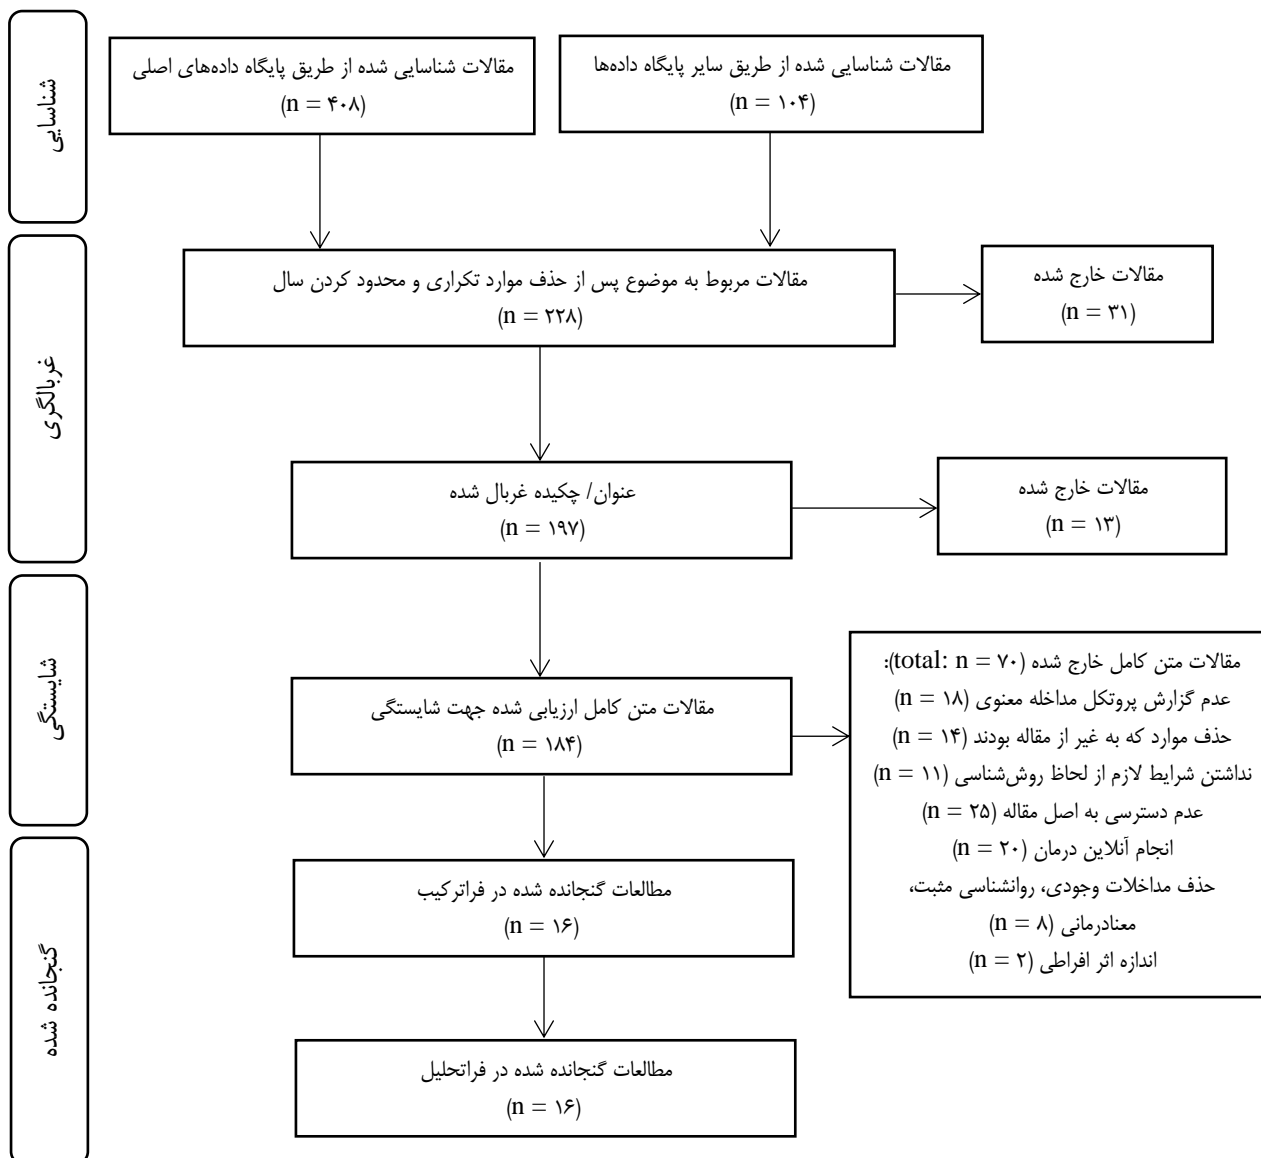 شناسایی
مقالات شناسایی شده از طریق پایگاه داده‌های اصلی
(n = ۴۰۸)
مقالات شناسایی شده از طریق سایر پایگاه داده‌ها
(n = ۱۰۴)
غربالگری
مقالات مربوط به موضوع پس از حذف موارد تکراری و محدود کردن سال
(n = ۲۲۸)
مقالات خارج شده
(n = ۳۱)
عنوان/ چکیده غربال شده
(n = ۱۹۷)
مقالات خارج شده
(n = ۱۳)
شایستگی
مقالات متن کامل ارزیابی شده جهت شایستگی
(n = ۱۸۴)
مقالات متن کامل خارج شده (total: n = ۷۰):
عدم گزارش پروتکل مداخله معنوی (n = ۱۸)
حذف موارد که به غیر از مقاله بودند (n = ۱۴)
نداشتن شرایط لازم از لحاظ روش‌شناسی (n = ۱۱)
عدم دسترسی به اصل مقاله (n = ۲۵)
انجام آنلاین درمان (n = ۲۰)
حذف مداخلات وجودی، روانشناسی مثبت،
معنادرمانی (n = ۸)
اندازه اثر افراطی (n = ۲)
گنجانده شده
مطالعات گنجانده شده در فراترکیب
(n = ۱۶)
مطالعات گنجانده شده در فراتحلیل
(n = ۱۶)